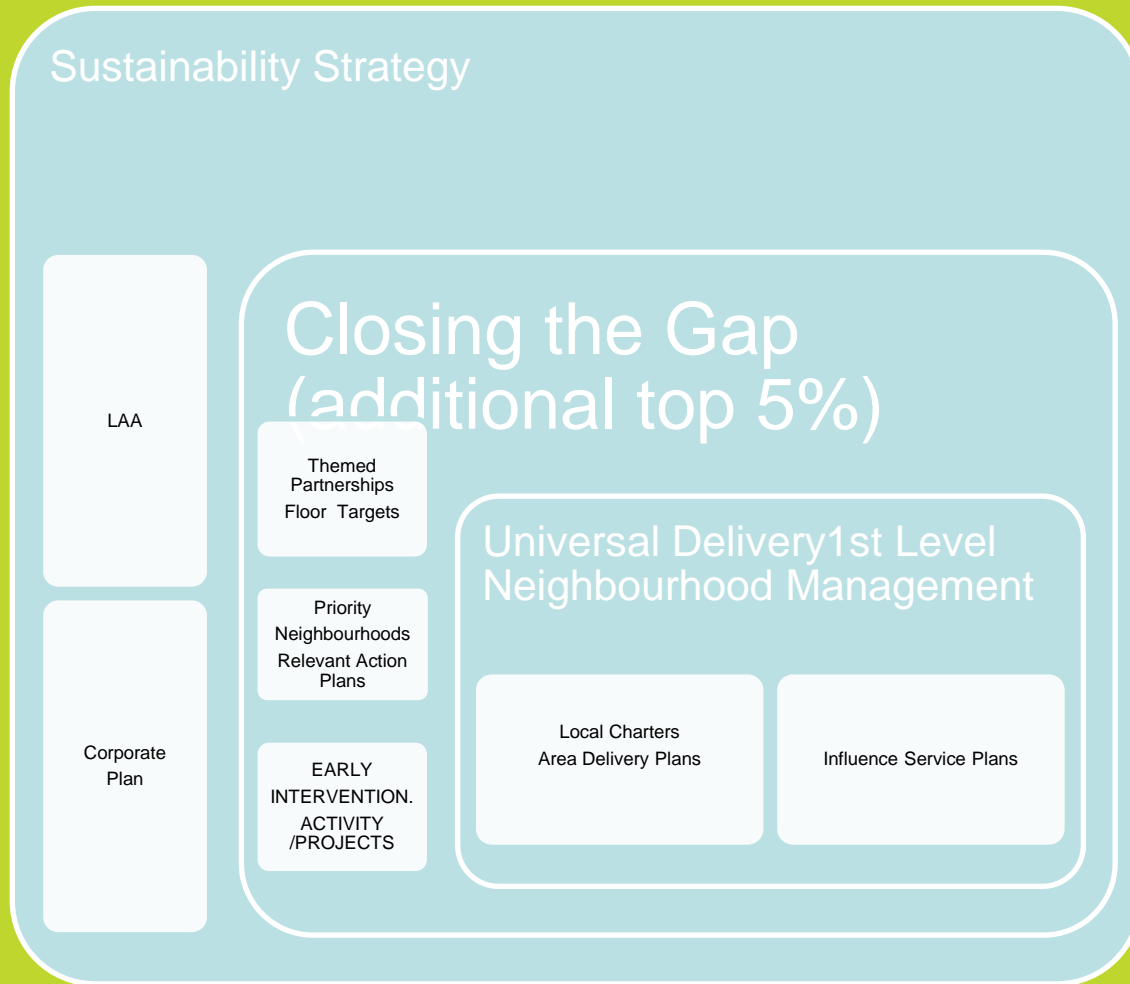 Sustainability Strategy
LAA
Corporate
Plan
Closing the Gap
(additional top 5%)
Themed
Partnerships
Floor Targets
Priority
Neighbourhoods
Relevant Action
Plans
EARLY
INTERVENTION.
ACTIVITY
/PROJECTS
Universal Delivery1st Level
Neighbourhood Management
Local Charters
Area Delivery Plans
Influence Service Plans